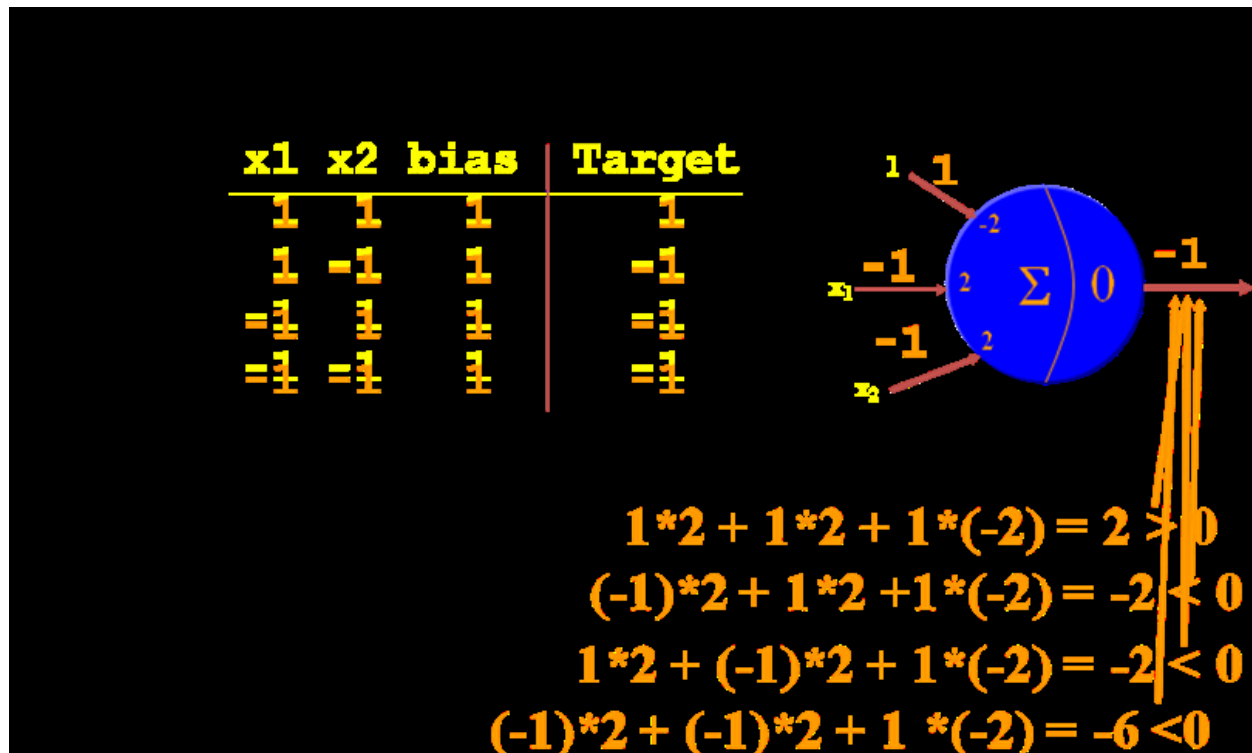 x1 x2 bias Target
1 1 1 1
1 -1 1 -1
-1 1 1 -1
-1 -1 1 -1
1 1
-2
-1
x1
2
Σ 0
-1
-1
x2
2
1*2 + 1*2 + 1*(-2) = 2 > 0
(-1)*2 + 1*2 +1*(-2) = -2 < 0
1*2 + (-1)*2 + 1*(-2) = -2 < 0
(-1)*2 + (-1)*2 + 1 *(-2) = -6 <0